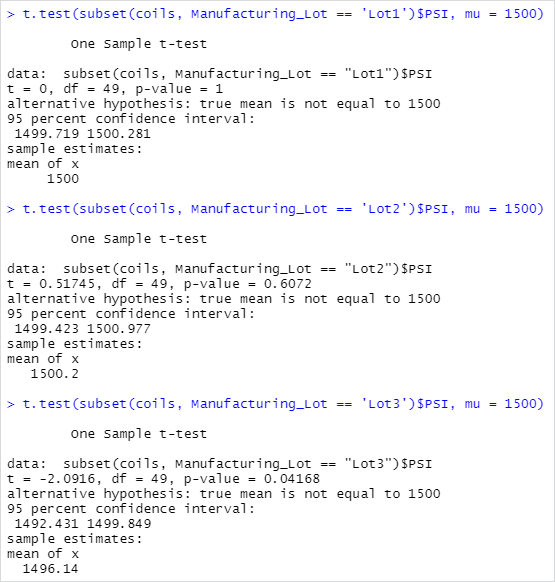 > t.test(subset(coils, Manufacturing_Lot == 'Lot1')$PSI, mu = 1500)
One Sample t-test
data:  subset(coils, Manufacturing_Lot == "Lot1")$PSI
t = 0, df = 49, p-value = 1
alternative hypothesis: true mean is not equal to 1500
95 percent confidence interval:
1499.719 1500.281
sample estimates:
mean of x
1500
> t.test(subset(coils, Manufacturing_Lot == 'Lot2')$PSI, mu = 1500)
One Sample t-test
data:  subset(coils, Manufacturing_Lot == "Lot2")$PSI
t = 0.51745, df = 49, p-value = 0.6072
alternative hypothesis: true mean is not equal to 1500
95 percent confidence interval:
1499.423 1500.977
sample estimates:
mean of x
1500.2
> t.test(subset(coils, Manufacturing_Lot == 'Lot3')$PSI, mu = 1500)
One Sample t-test
data:  subset(coils, Manufacturing_Lot == "Lot3")$PSI
t = -2.0916, df = 49, p-value = 0.04168
alternative hypothesis: true mean is not equal to 1500
95 percent confidence interval:
1492.431 1499.849
sample estimates:
mean of x
1496.14